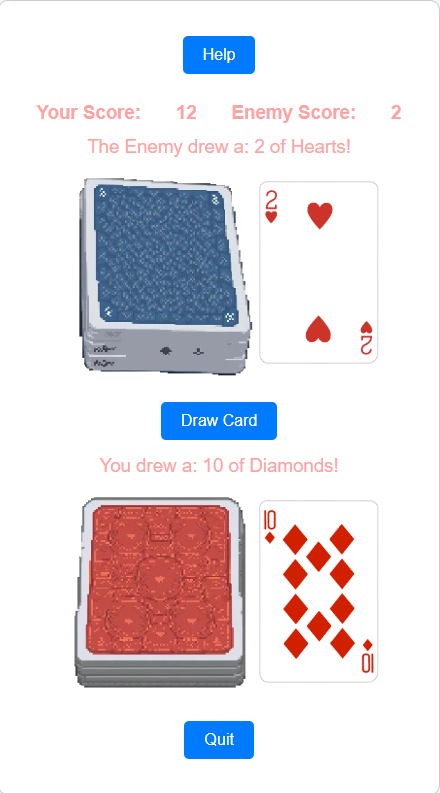 Help
Your Score: 12 Enemy Score: 2
The Enemy drew a: 2 of Hearts!
2
2
Draw Card
You drew a: 10 of Diamonds!
10
10
Quit